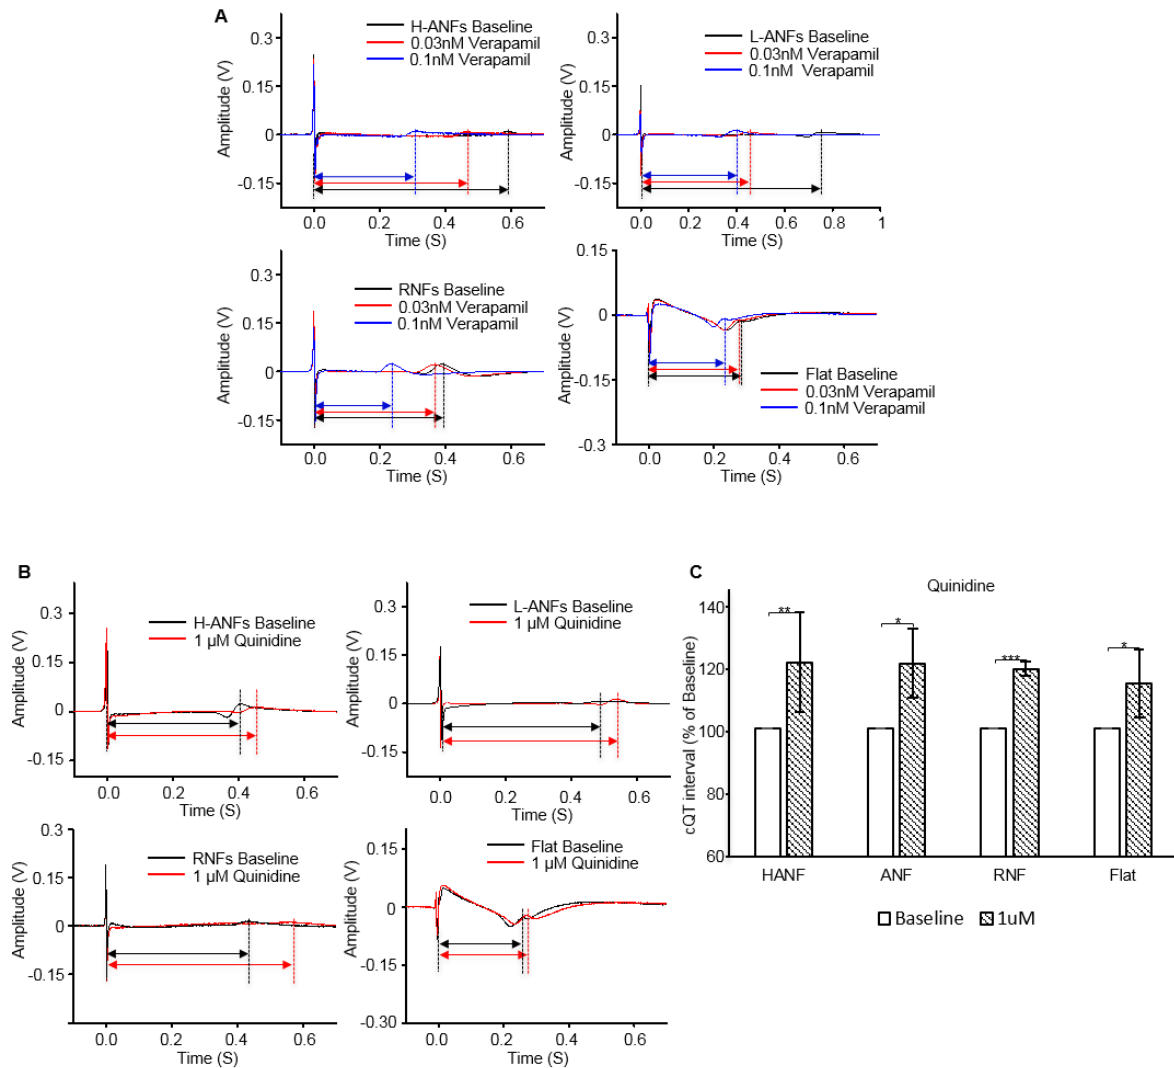 A
H-ANFs Baseline
0.03nM Verapamil
0.1nM Verapamil
Amplitude (V)
0.3
0.15
0
-0.15
0.0 0.2 0.4 0.6
Time (S)
L-ANFs Baseline
0.03nM Verapamil
0.1nM Verapamil
Amplitude (V)
0.3
0.15
0
-0.15
0.0 0.2 0.4 0.6 0.8 1
Time (S)
RNFs Baseline
0.03nM Verapamil
0.1nM Verapamil
Amplitude (V)
0.3
0.15
0
-0.15
0.0 0.2 0.4 0.6
Time (S)
Amplitude (V)
0.15
0
-0.15
-0.3
Flat Baseline
0.03nM Verapamil
0.1nM Verapamil
0.0 0.2 0.4 0.6
Time (S)
B
H-ANFs Baseline
1 µM Quinidine
Amplitude (V)
0.3
0.15
0
-0.15
0.0 0.2 0.4 0.6
Time (S)
L-ANFs Baseline
1 µM Quinidine
Amplitude (V)
0.3
0.15
0
-0.15
0.0 0.2 0.4 0.6
Time (S)
RNFs Baseline
1 µM Quinidine
Amplitude (V)
0.3
0.15
0
-0.15
0.0 0.2 0.4 0.6
Time (S)
Flat Baseline
1 µM Quinidine
Amplitude (V)
0.15
0.00
-0.15
-0.30
0.0 0.2 0.4 0.6
Time (S)
C
Quinidine
cQT interval (% of Baseline)
140
120
100
80
60
** * *** *
HANF ANF RNF Flat
Baseline 1uM